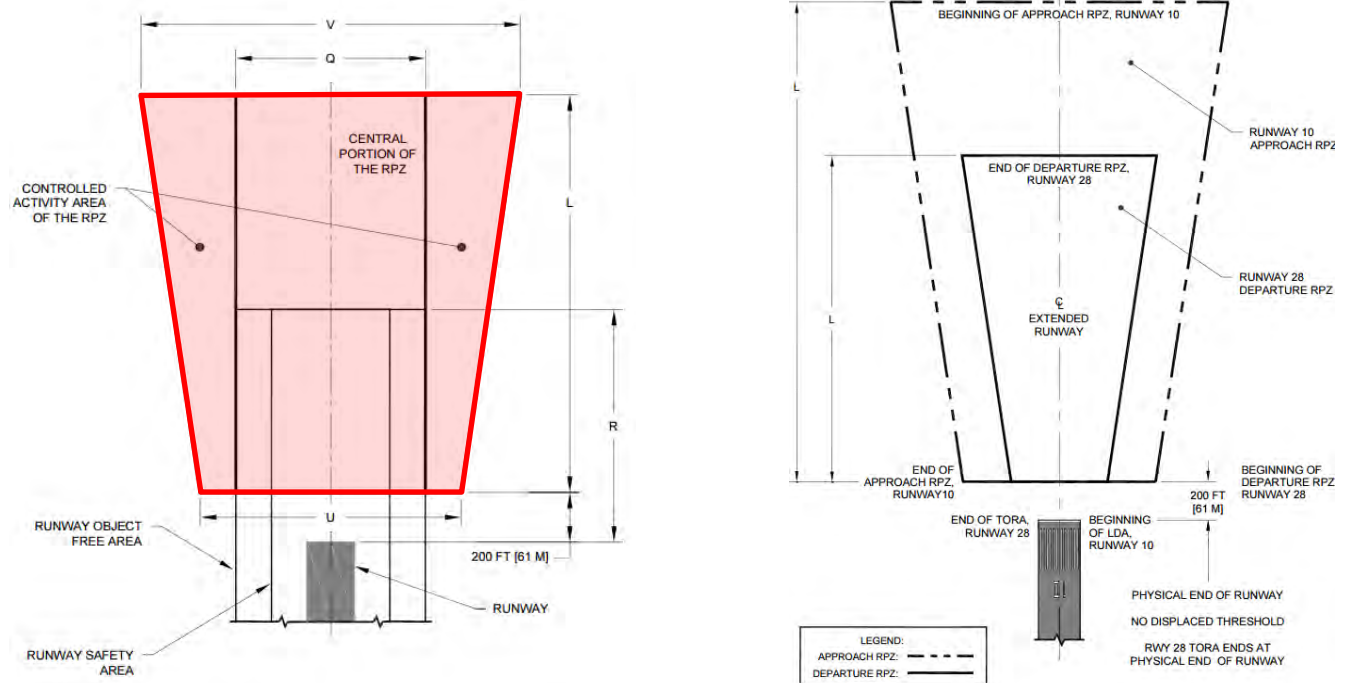 V
Q
CENTRAL
PORTION OF
THE RPZ
CONTROLLED
ACTIVITY AREA
OF THE RPZ
L
R
U
RUNWAY OBJECT
FREE AREA
200 FT [61 M]
RUNWAY
RUNWAY SAFETY
AREA
BEGINNING OF APPROACH RPZ, RUNWAY 10
L
RUNWAY 10
APPROACH RPZ
END OF DEPARTURE RPZ,
RUNWAY 28
RUNWAY 28
DEPARTURE RPZ
L
℄
EXTENDED
RUNWAY
END OF
APPROACH RPZ,
RUNWAY10
BEGINNING OF
DEPARTURE RPZ
RUNWAY 28
200 FT
[61 M]
END OF TORA,
RUNWAY 28
BEGINNING
OF LDA,
RUNWAY 10
PHYSICAL END OF RUNWAY
NO DISPLACED THRESHOLD
RWY 28 TORA ENDS AT
PHYSICAL END OF RUNWAY
LEGEND:
APPROACH RPZ:
DEPARTURE RPZ: